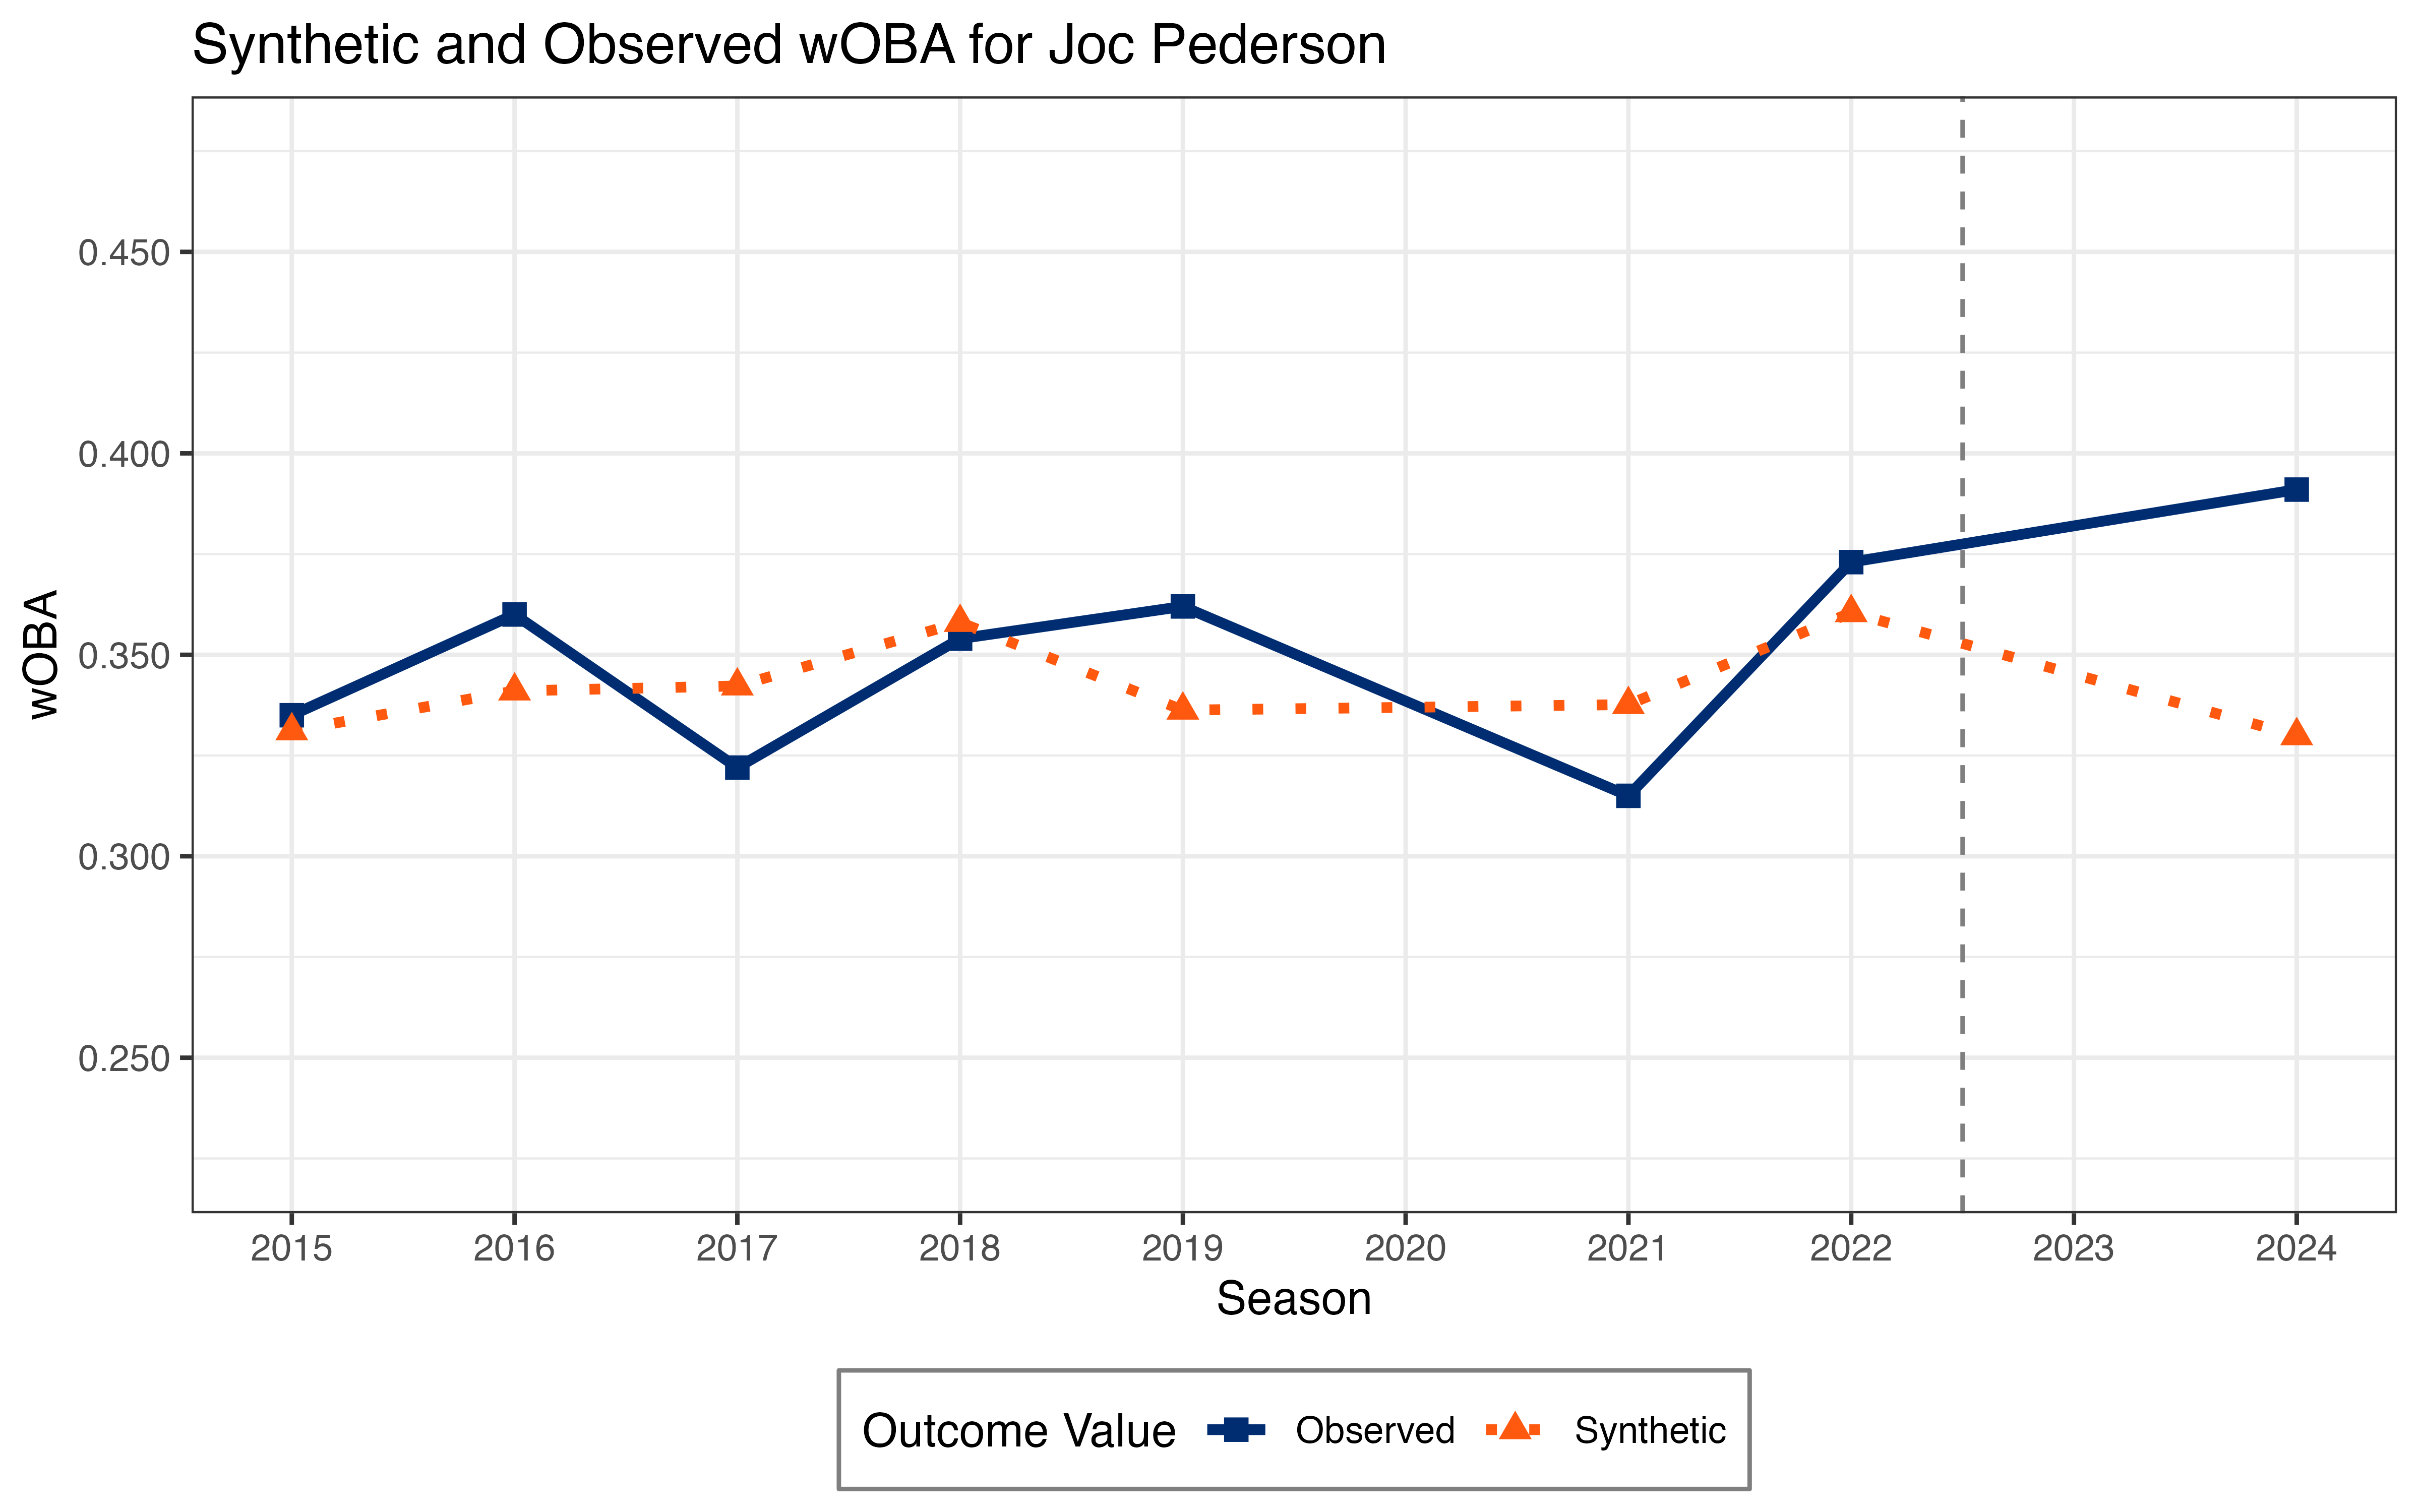 Synthetic and Observed wOBA for Joc Pederson
wOBA
0.450
0.400
0.350
0.300
0.250
2015 2016 2017 2018 2019 2020 2021 2022 2023 2024
Season
Outcome Value Observed Synthetic